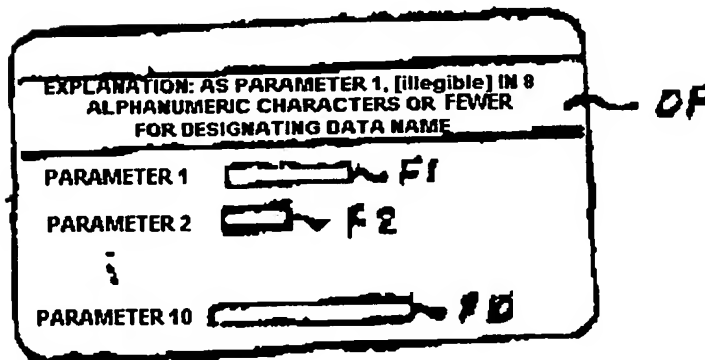 EXPLANATION: AS PARAMETER 1, [illegible] IN 8
ALPHANUMERIC CHARACTERS OR FEWER
FOR DESIGNATING DATA NAME
DF
PARAMETER 1 F1
PARAMETER 2 F2
PARAMETER 10